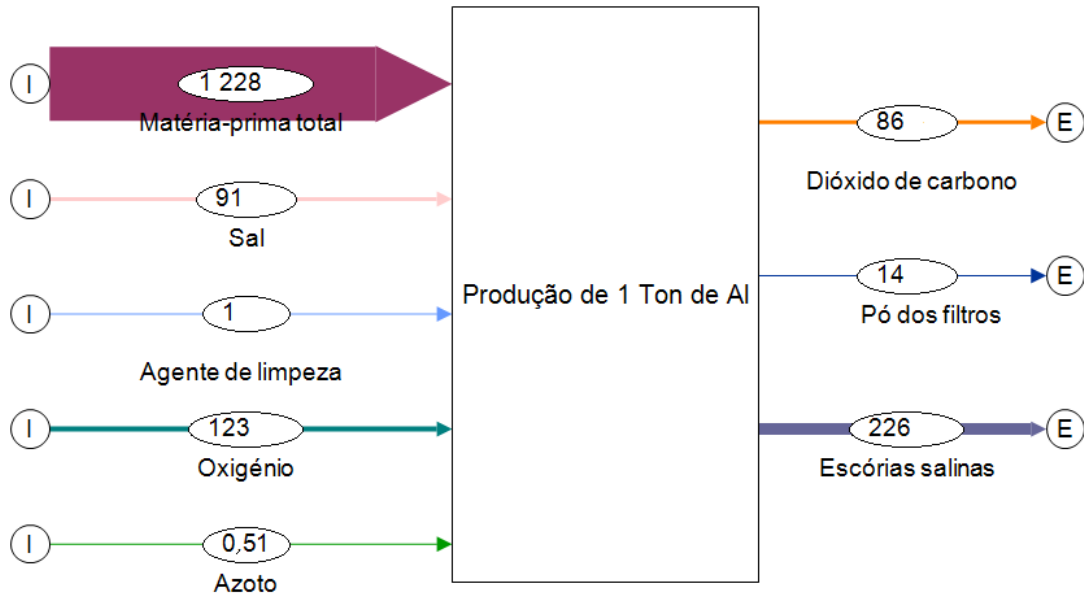 I
1 228
Matéria-prima total
I
91
Sal
I
1
Agente de limpeza
I
123
Oxigénio
I
0,51
Azoto
Produção de 1 Ton de Al
86
E
Dióxido de carbono
14
E
Pó dos filtros
226
E
Escórias salinas